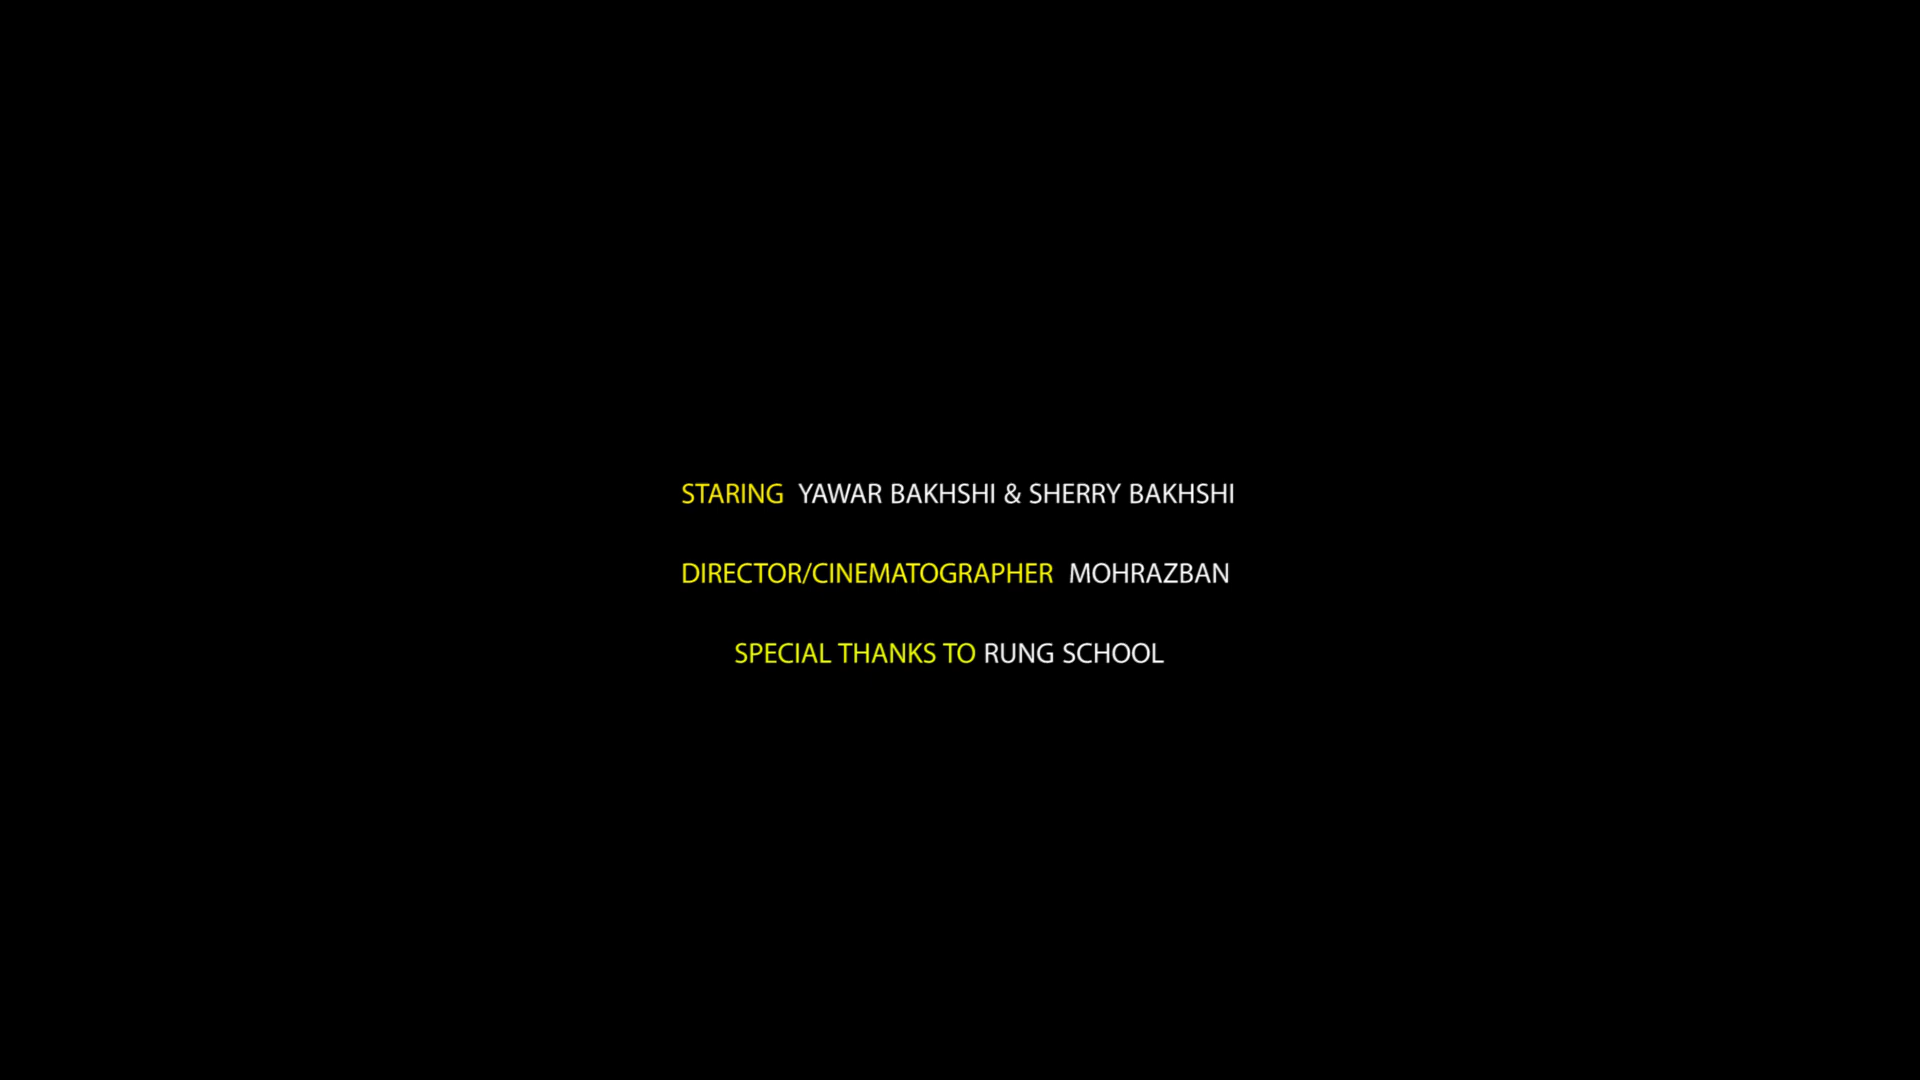 STARING YAWAR BAKHSHI & SHERRY BAKHSHI
DIRECTOR/CINEMATOGRAPHER MOHRAZBAN
SPECIAL THANKS TO RUNG SCHOOL